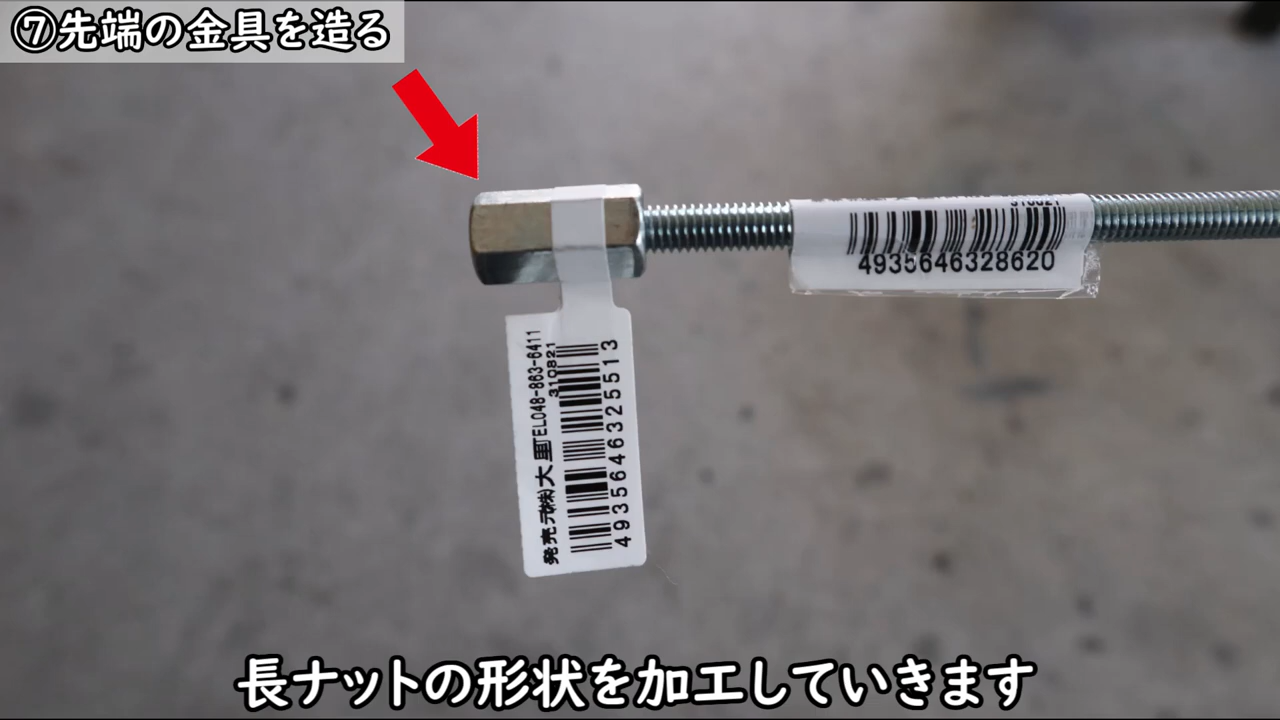 ⑦先端の金具を造る
310821
4935646328620
発売元㈱大里TEL048-863-6411
310821
4935646325513
長ナットの形状を加工していきます